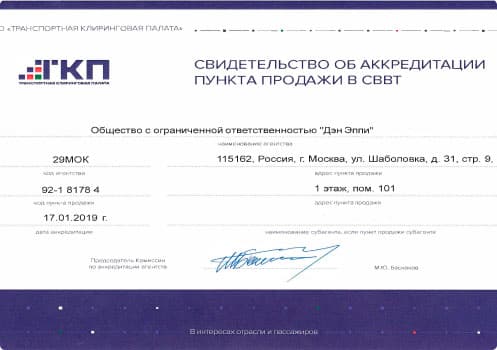 О «ТРАНСПОРТНАЯ КЛИРИНГОВАЯ ПАЛАТА»
ТКП
ТРАНСПОРТНАЯ КЛИРИНГОВАЯ ПАЛАТА
СВИДЕТЕЛЬСТВО ОБ АККРЕДИТАЦИИ
ПУНКТА ПРОДАЖИ В СВВТ
Общество с ограниченной ответственностью "Дэн Эппи"
наименование агентства
29МОК
115162, Россия, г. Москва, ул. Шаболовка, д. 31, стр. 9,
код агентства
адрес пункта продажи
92-1 8178 4
1 этаж, пом. 101
код пункта продажи
адрес пункта продажи
17.01.2019 г.
дата аккредитации
наименование субагента, если пункт продажи субагента
Председатель Комиссии
по аккредитации агентств
М.Ю. Баскаков
В интересах отрасли и пассажиров